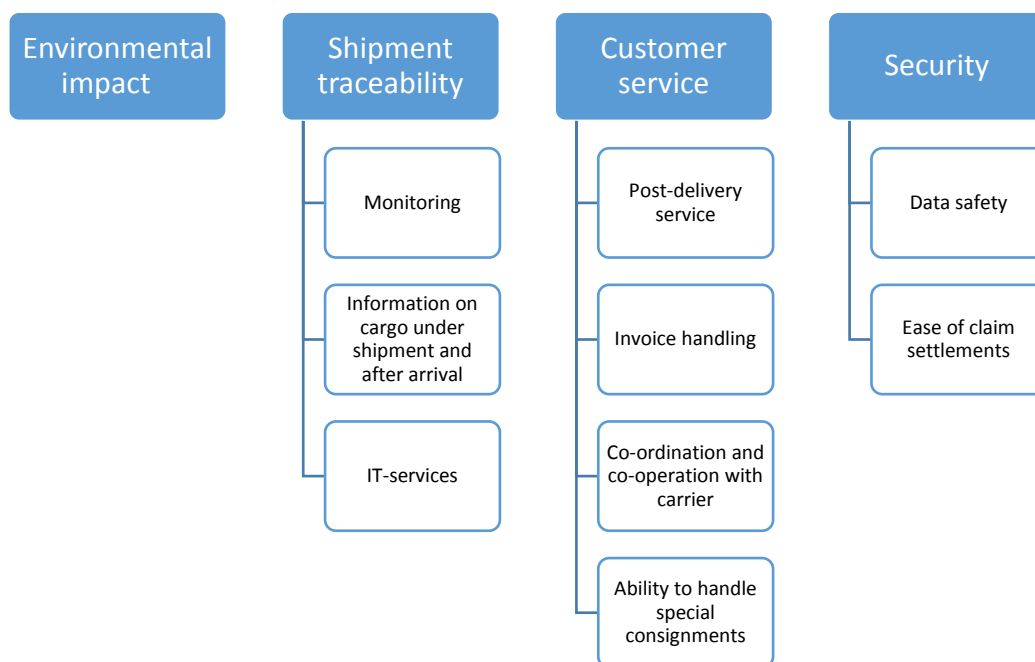 Environmental
impact
Shipment
traceability
Customer
service
Security
Monitoring
Information on
cargo under
shipment and
after arrival
IT-services
Post-delivery
service
Invoice handling
Co-ordination and
co-operation with
carrier
Ability to handle
special
consignments
Data safety
Ease of claim
settlements